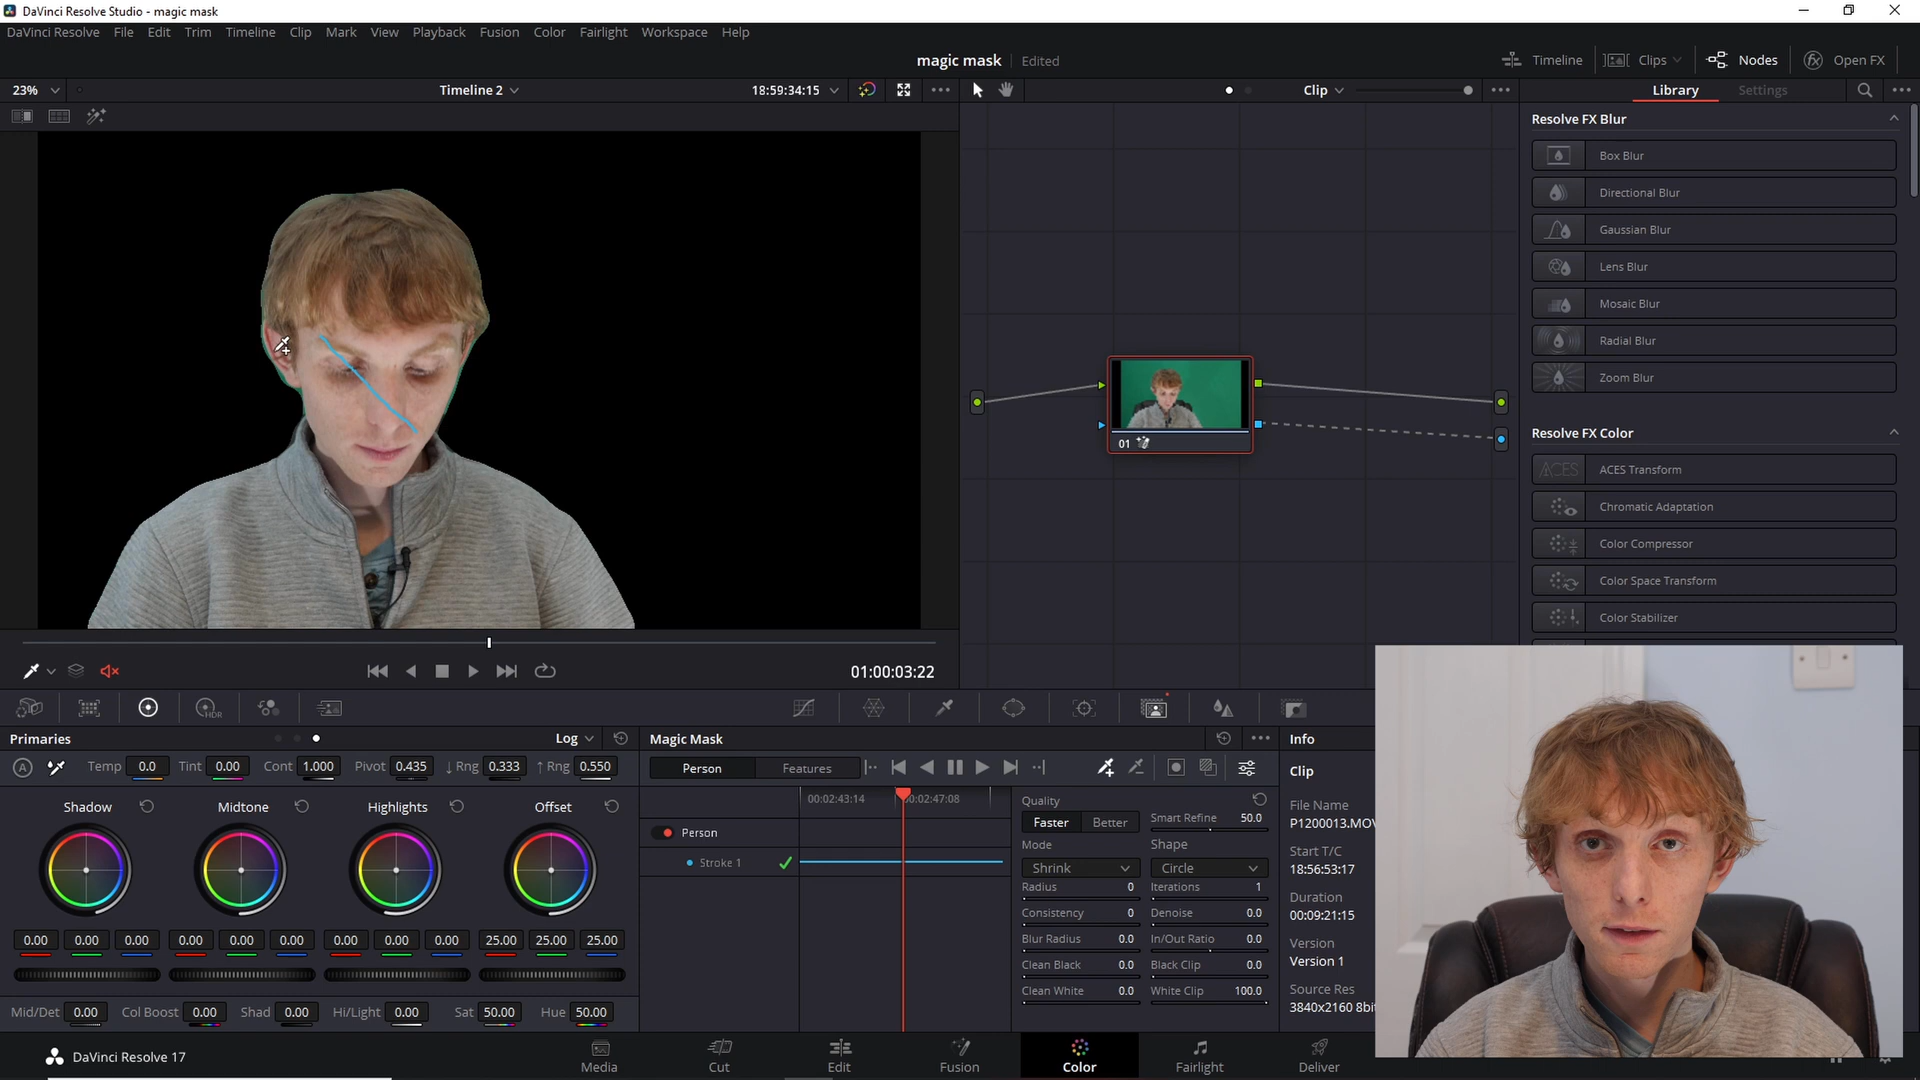 DaVinci Resolve Studio - magic mask
DaVinci Resolve File Edit Trim Timeline Clip Mark View Playback Fusion Color Fairlight Workspace Help
magic mask Edited Timeline Clips Nodes Open FX
23% Timeline 2 18:59:34:15 Clip Library Settings
Resolve FX Blur
Box Blur
Directional Blur
Gaussian Blur
Lens Blur
Mosaic Blur
Radial Blur
Zoom Blur
01
Resolve FX Color
ACES ACES Transform
Chromatic Adaptation
Color Compressor
Color Space Transform
Color Stabilizer
01:00:03:22
HDR
Primaries Log Magic Mask Info
A Temp 0.0 Tint 0.00 Cont 1.000 Pivot 0.435 ↓ Rng 0.333 ↑ Rng 0.550 Person Features Clip
Shadow Midtone Highlights Offset 00:02:43:14 00:02:47:08 Quality File Name
Faster Better Smart Refine 50.0 P1200013.MOV
Person Mode Shape Start T/C
Stroke 1 Shrink Circle 18:56:53:17
Radius 0 Iterations 1 Duration
Consistency 0 Denoise 0.0 00:09:21:15
0.00 0.00 0.00 0.00 0.00 0.00 0.00 0.00 0.00 25.00 25.00 25.00 Blur Radius 0.0 In/Out Ratio 0.0 Version
Clean Black 0.0 Black Clip 0.0 Version 1
Clean White 0.0 White Clip 100.0 Source Res
Mid/Det 0.00 Col Boost 0.00 Shad 0.00 Hi/Light 0.00 Sat 50.00 Hue 50.00 3840x2160 8bit
DaVinci Resolve 17 Media Cut Edit Fusion Color Fairlight Deliver